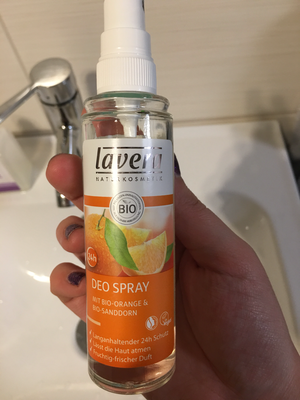 lavera
NATURKOSMETIK
BIO
24h
DEO SPRAY
MIT BIO-ORANGE &
BIO-SANDDORN
Langanhaltender 24h Schutz
Lässt die Haut atmen
Fruchtig-frischer Duft